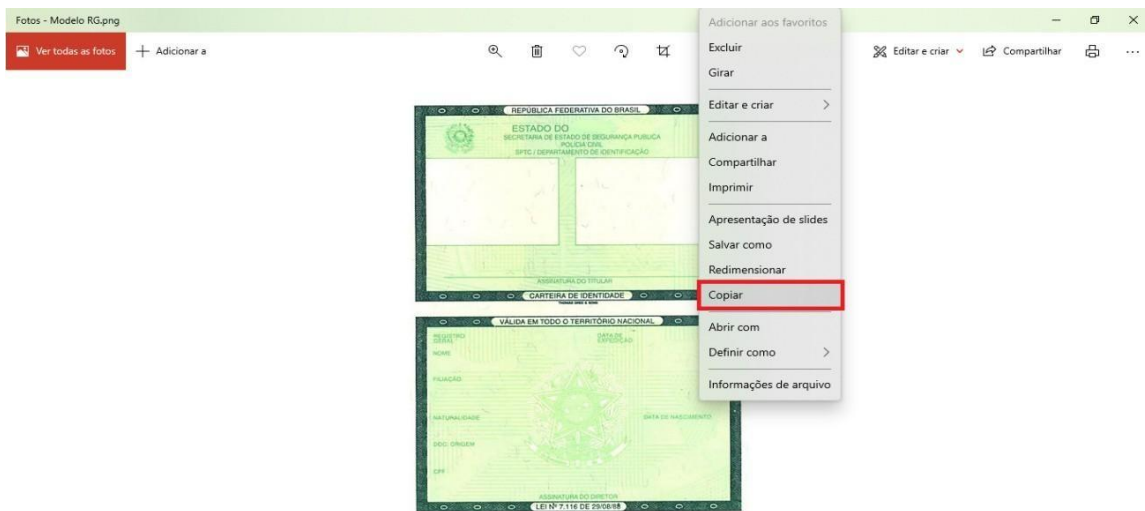 Fotos - Modelo RG.png
Ver todas as fotos
Adicionar a
Editar e criar
Compartilhar
Adicionar aos favoritos
Excluir
Girar
Editar e criar
Adicionar a
Compartilhar
Imprimir
Apresentação de slides
Salvar como
Redimensionar
Copiar
Abrir com
Definir como
Informações de arquivo
REPÚBLICA FEDERATIVA DO BRASIL
ESTADO DO
SECRETARIA DE ESTADO DE SEGURANÇA PUBLICA
POLÍCIA CIVIL
SPTC / DEPARTAMENTO DE IDENTIFICAÇÃO
ASSINATURA DO TITULAR
CARTEIRA DE IDENTIDADE
VÁLIDA EM TODO O TERRITÓRIO NACIONAL
REGISTRO GERAL
DATA DE EXPEDIÇÃO
NOME
FILIAÇÃO
NATURALIDADE
DATA DE NASCIMENTO
DOC. ORIGEM
CPF
ASSINATURA DO DIRETOR
LEI Nº 7.116 DE 29/08/83